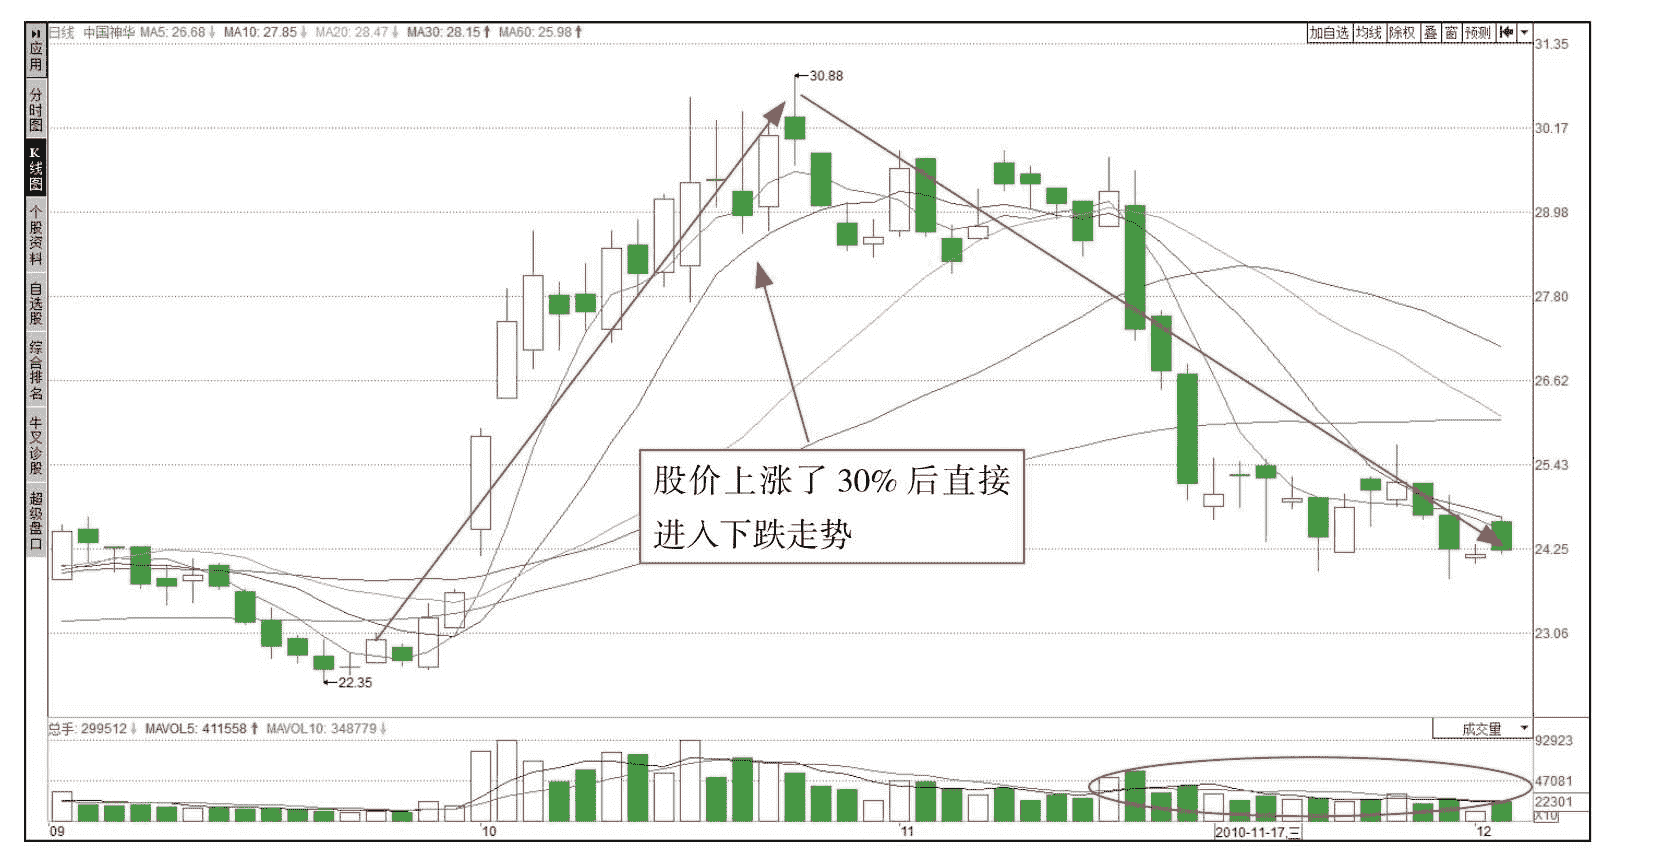 日线 中国神华 MA5: 26.68↓ MA10: 27.85↓ MA20: 28.47↓ MA30: 28.15↑ MA60: 25.98↑
加自选 均线 除权 叠 窗 预测
应用
分时图
K线图
个股资料
自选股
综合排名
牛叉诊股
超级盘口
31.35
30.17
28.98
27.80
26.62
25.43
24.25
23.06
30.88
22.35
股价上涨了 30% 后直接
进入下跌走势
总手: 299512↓ MAVOL5: 411558↑ MAVOL10: 348779↓
成交量
92923
47081
22301
X10
09 10 11 2010-11-17,三 12